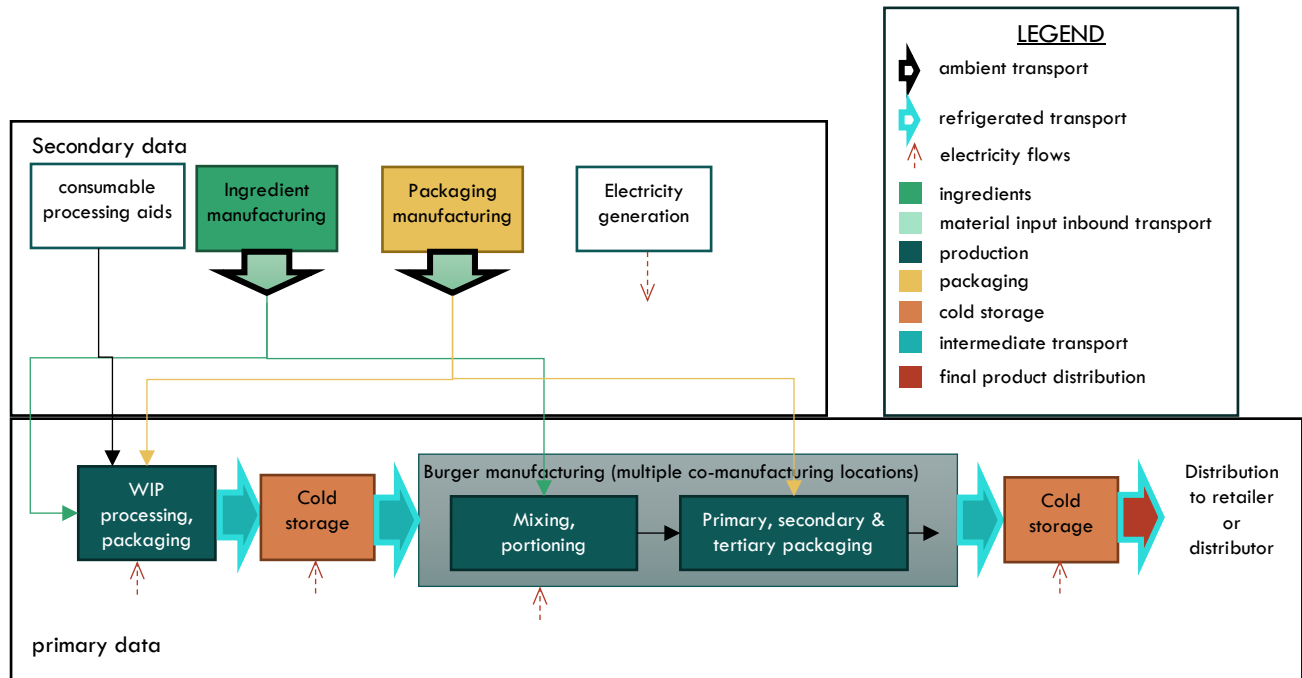 LEGEND
ambient transport
refrigerated transport
electricity flows
ingredients
material input inbound transport
production
packaging
cold storage
intermediate transport
final product distribution
Secondary data
consumable
processing aids
Ingredient
manufacturing
Packaging
manufacturing
Electricity
generation
Burger manufacturing (multiple co-manufacturing locations)
WIP
processing,
packaging
Cold
storage
Mixing,
portioning
Primary, secondary &
tertiary packaging
Cold
storage
Distribution
to retailer
or
distributor
primary data